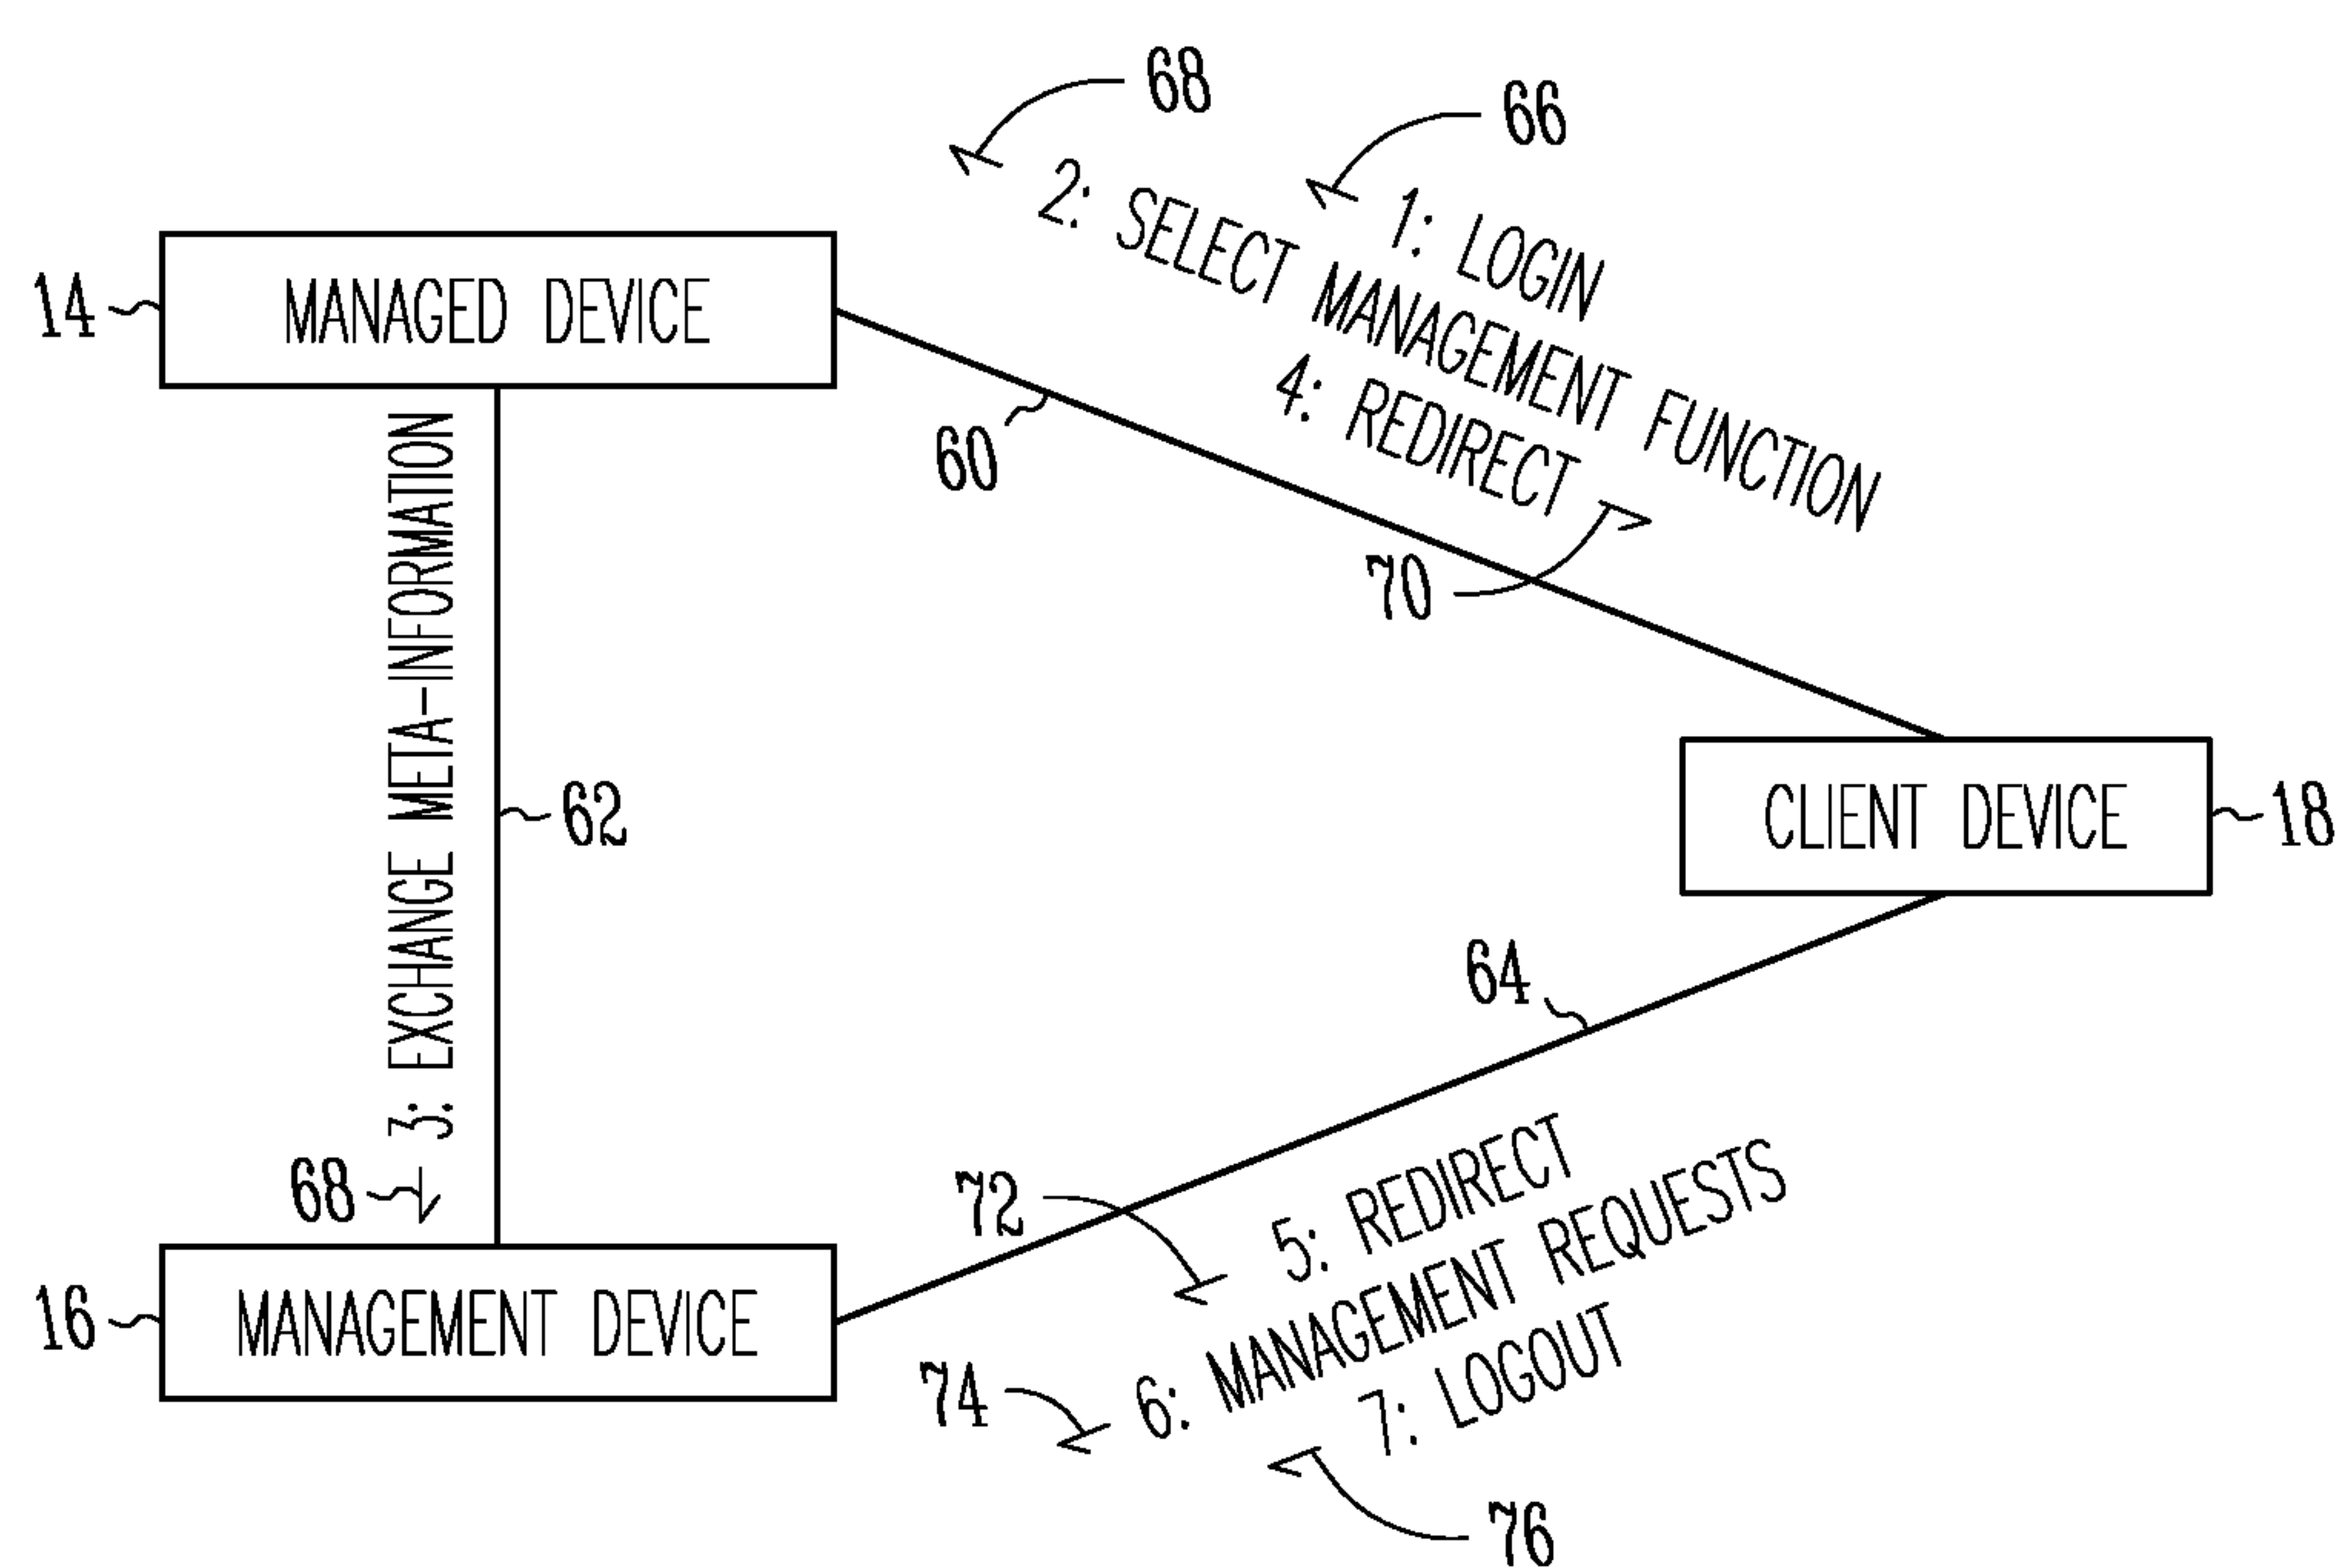 68
66
1: LOGIN
2: SELECT MANAGEMENT FUNCTION
4: REDIRECT
14
MANAGED DEVICE
60
70
3: EXCHANGE META-INFORMATION
62
CLIENT DEVICE
18
64
68
72
5: REDIRECT
6: MANAGEMENT REQUESTS
7: LOGOUT
16
MANAGEMENT DEVICE
74
76